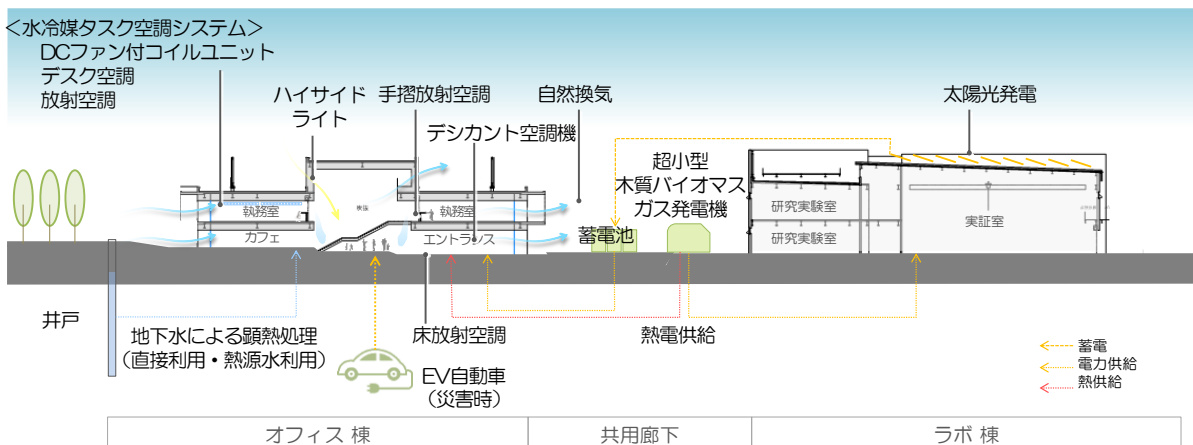 ＜水冷媒タスク空調システム＞
DCファン付コイルユニット
デスク空調
放射空調
ハイサイド
ライト
手摺放射空調
デシカント空調機
自然換気
太陽光発電
超小型
木質バイオマス
ガス発電機
蓄電池
執務室
カフェ
執務室
エントランス
研究実験室
研究実験室
実証室
井戸
地下水による顕熱処理
（直接利用・熱源水利用）
床放射空調
熱電供給
EV自動車
（災害時）
蓄電
電力供給
熱供給
オフィス 棟
共用廊下
ラボ 棟